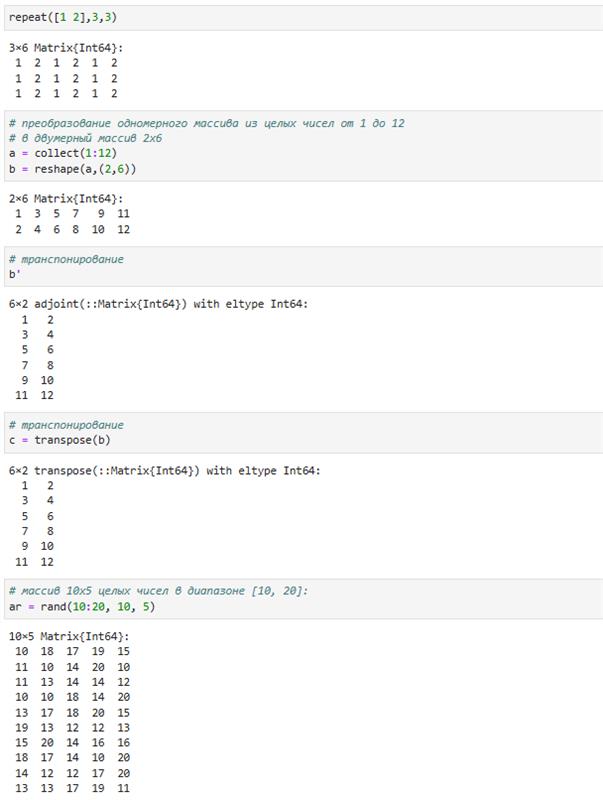 repeat([1 2],3,3)
3×6 Matrix{Int64}:
1 2 1 2 1 2
1 2 1 2 1 2
1 2 1 2 1 2
# преобразование одномерного массива из целых чисел от 1 до 12
# в двумерный массив 2x6
a = collect(1:12)
b = reshape(a,(2,6))
2×6 Matrix{Int64}:
1 3 5 7 9 11
2 4 6 8 10 12
# транспонирование
b'
6×2 adjoint(::Matrix{Int64}) with eltype Int64:
1 2
3 4
5 6
7 8
9 10
11 12
# транспонирование
c = transpose(b)
6×2 transpose(::Matrix{Int64}) with eltype Int64:
1 2
3 4
5 6
7 8
9 10
11 12
# массив 10x5 целых чисел в диапазоне [10, 20]:
ar = rand(10:20, 10, 5)
10×5 Matrix{Int64}:
10 18 17 19 15
11 10 14 20 10
11 13 14 14 12
10 10 18 14 20
13 17 18 20 15
19 13 12 12 13
15 20 14 16 16
18 17 14 10 20
14 12 12 17 20
13 13 17 19 11